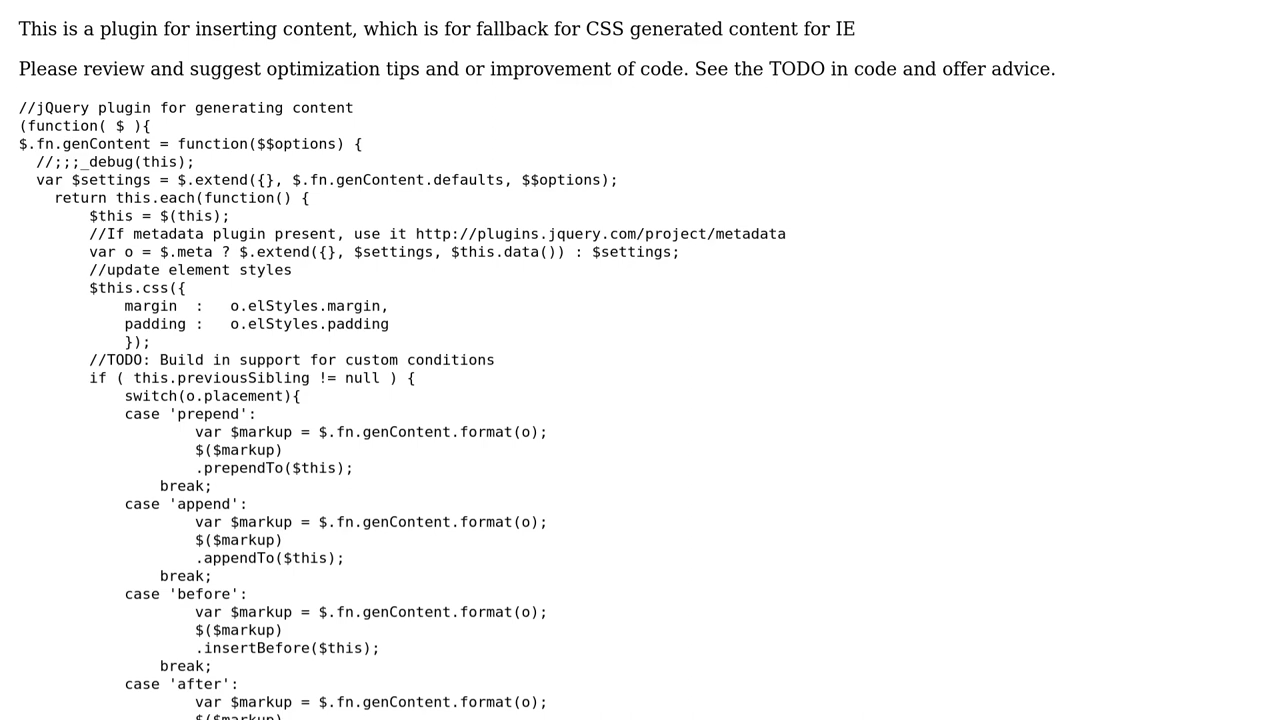 This is a plugin for inserting content, which is for fallback for CSS generated content for IE
Please review and suggest optimization tips and or improvement of code. See the TODO in code and offer advice.
//jQuery plugin for generating content
(function( $ ){
$.fn.genContent = function($$options) {
  //;;;_debug(this);
  var $settings = $.extend({}, $.fn.genContent.defaults, $$options);
    return this.each(function() {
        $this = $(this);
        //If metadata plugin present, use it http://plugins.jquery.com/project/metadata
        var o = $.meta ? $.extend({}, $settings, $this.data()) : $settings;
        //update element styles
        $this.css({
            margin  :   o.elStyles.margin,
            padding :   o.elStyles.padding
            });
        //TODO: Build in support for custom conditions
        if ( this.previousSibling != null ) {
            switch(o.placement){
            case 'prepend':
                    var $markup = $.fn.genContent.format(o);
                    $($markup)
                    .prependTo($this);
                break;
            case 'append':
                    var $markup = $.fn.genContent.format(o);
                    $($markup)
                    .appendTo($this);
                break;
            case 'before':
                    var $markup = $.fn.genContent.format(o);
                    $($markup)
                    .insertBefore($this);
                break;
            case 'after':
                    var $markup = $.fn.genContent.format(o);
                    $($markup)